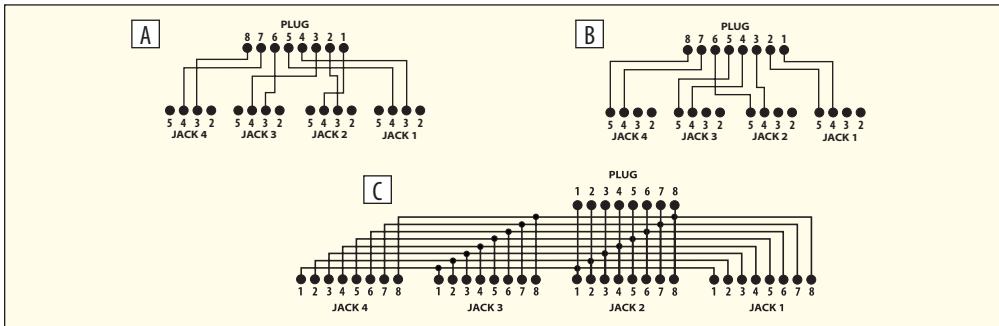 A
PLUG
8 7 6 5 4 3 2 1
5 4 3 2 5 4 3 2 5 4 3 2 5 4 3 2
JACK 4 JACK 3 JACK 2 JACK 1
B
PLUG
8 7 6 5 4 3 2 1
5 4 3 2 5 4 3 2 5 4 3 2 5 4 3 2
JACK 4 JACK 3 JACK 2 JACK 1
C
PLUG
1 2 3 4 5 6 7 8
1 2 3 4 5 6 7 8 1 2 3 4 5 6 7 8 1 2 3 4 5 6 7 8 1 2 3 4 5 6 7 8
JACK 4 JACK 3 JACK 2 JACK 1